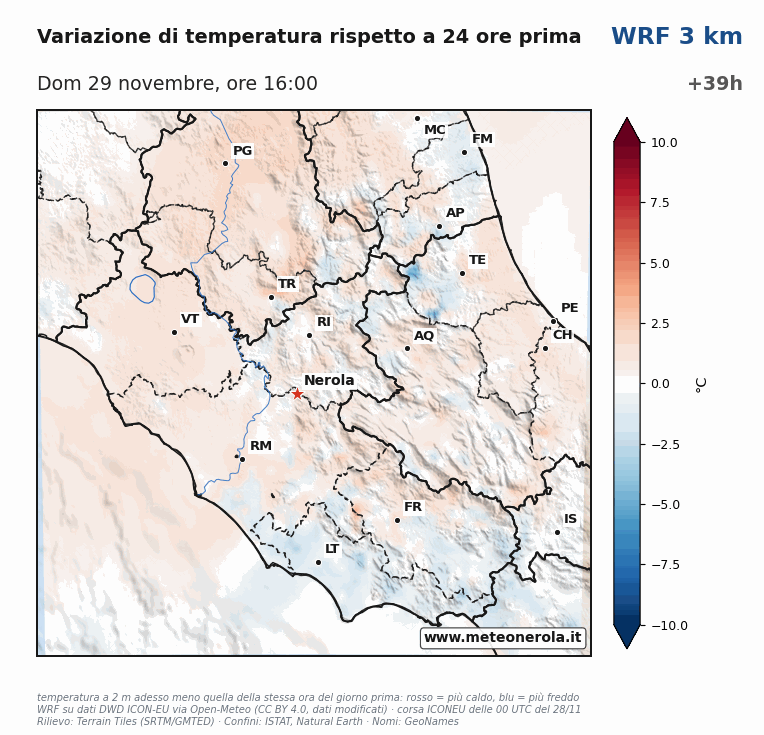 Variazione di temperatura rispetto a 24 ore prima
WRF 3 km
Dom 29 novembre, ore 16:00
+39h
MC
FM
PG
AP
TE
TR
PE
VT
RI
AQ
CH
Nerola
RM
FR
IS
LT
www.meteonerola.it
10.0
7.5
5.0
2.5
0.0
−2.5
−5.0
−7.5
−10.0
°C
temperatura a 2 m adesso meno quella della stessa ora del giorno prima: rosso = più caldo, blu = più freddo
WRF su dati DWD ICON-EU via Open-Meteo (CC BY 4.0, dati modificati) · corsa ICONEU delle 00 UTC del 28/11
Rilievo: Terrain Tiles (SRTM/GMTED) · Confini: ISTAT, Natural Earth · Nomi: GeoNames